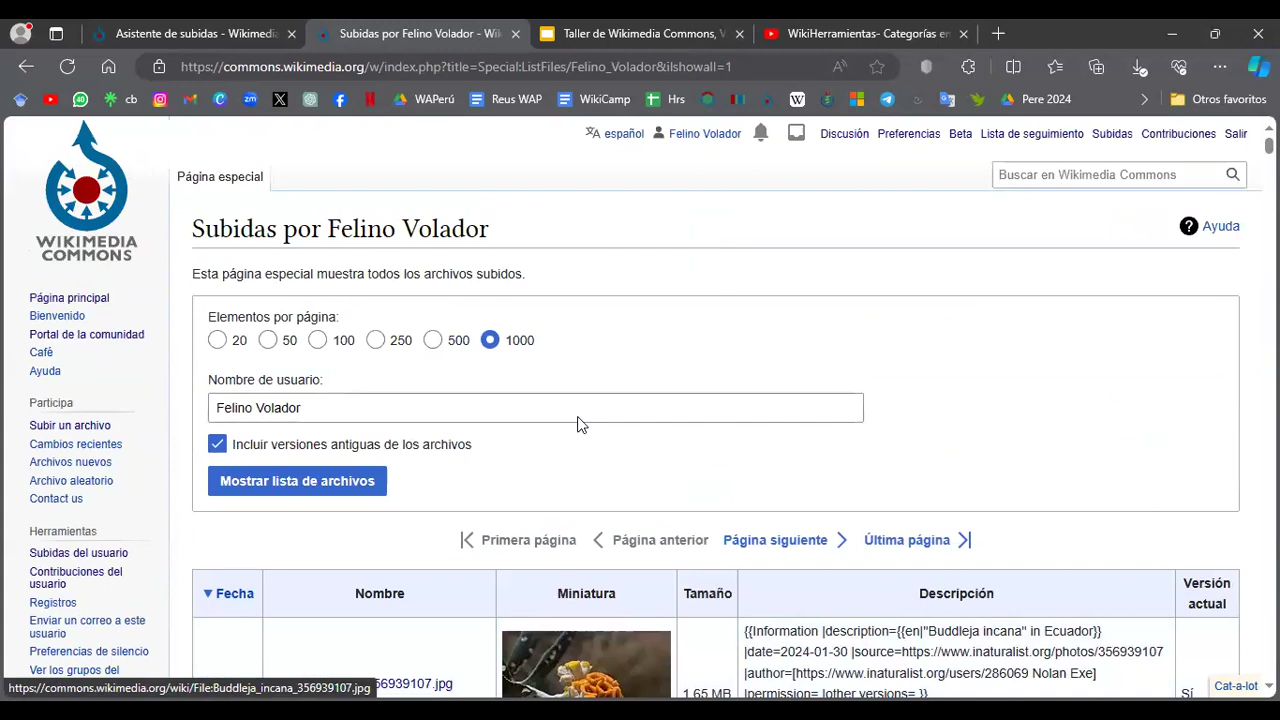 Asistente de subidas - Wikimedia
Subidas por Felino Volador - Wik
Taller de Wikimedia Commons, V
WikiHerramientas- Categorías en
https://commons.wikimedia.org/w/index.php?title=Special:ListFiles/Felino_Volador&ilshowall=1
cb
WAPerú
Reus WAP
WikiCamp
Hrs
Pere 2024
Otros favoritos
español
Felino Volador
Discusión
Preferencias
Beta
Lista de seguimiento
Subidas
Contribuciones
Salir
WIKIMEDIA
COMMONS
Página especial
Buscar en Wikimedia Commons
Subidas por Felino Volador
Ayuda
Esta página especial muestra todos los archivos subidos.
Página principal
Bienvenido
Portal de la comunidad
Café
Ayuda
Participa
Subir un archivo
Cambios recientes
Archivos nuevos
Archivo aleatorio
Contact us
Herramientas
Subidas del usuario
Contribuciones del
usuario
Registros
Enviar un correo a este
usuario
Preferencias de silencio
Ver los grupos del
Elementos por página:
20 50 100 250 500 1000
Nombre de usuario:
Felino Volador
Incluir versiones antiguas de los archivos
Mostrar lista de archivos
Primera página
Página anterior
Página siguiente
Última página
Fecha
Nombre
Miniatura
Tamaño
Descripción
Versión
actual
356939107.jpg
1.65 MB
{{Information |description={{en|"Buddleja incana" in Ecuador}}
|date=2024-01-30 |source=https://www.inaturalist.org/photos/356939107
|author=[https://www.inaturalist.org/users/286069 Nolan Exe]
|permission= |other versions= }}
Sí
https://commons.wikimedia.org/wiki/File:Buddleja_incana_356939107.jpg
Cat-a-lot